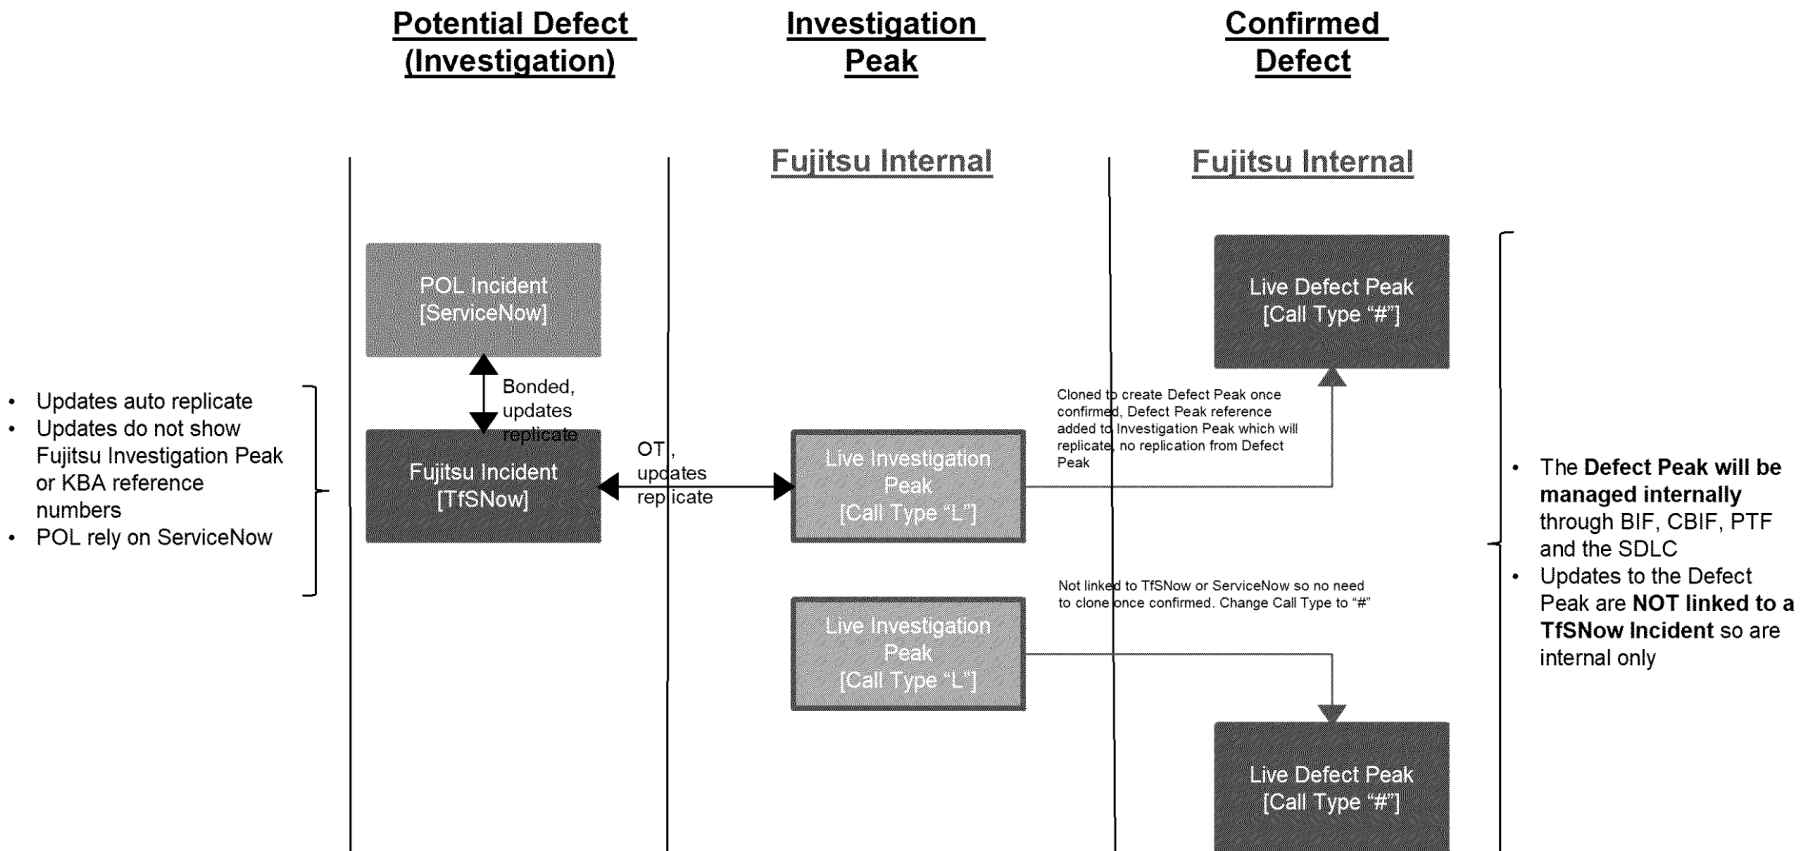 Potential Defect
(Investigation)
Investigation
Peak
Confirmed
Defect
Fujitsu Internal
Fujitsu Internal
POL Incident
[ServiceNow]
Bonded,
updates
replicate
Fujitsu Incident
[TfSNow]
• Updates auto replicate
• Updates do not show
Fujitsu Investigation Peak
or KBA reference
numbers
• POL rely on ServiceNow
OTI,
updates
replicate
Live Investigation
Peak
[Call Type “L”]
Cloned to create Defect Peak once
confirmed, Defect Peak reference
added to Investigation Peak which will
replicate, no replication from Defect
Peak
Live Defect Peak
[Call Type “#”]
Live Investigation
Peak
[Call Type “L”]
Not linked to TfSNow or ServiceNow so no need
to clone once confirmed. Change Call Type to “#”
Live Defect Peak
[Call Type “#”]
• The Defect Peak will be
managed internally
through BIF, CBIF, PTF
and the SDLC
• Updates to the Defect
Peak are NOT linked to a
TfSNow Incident so are
internal only